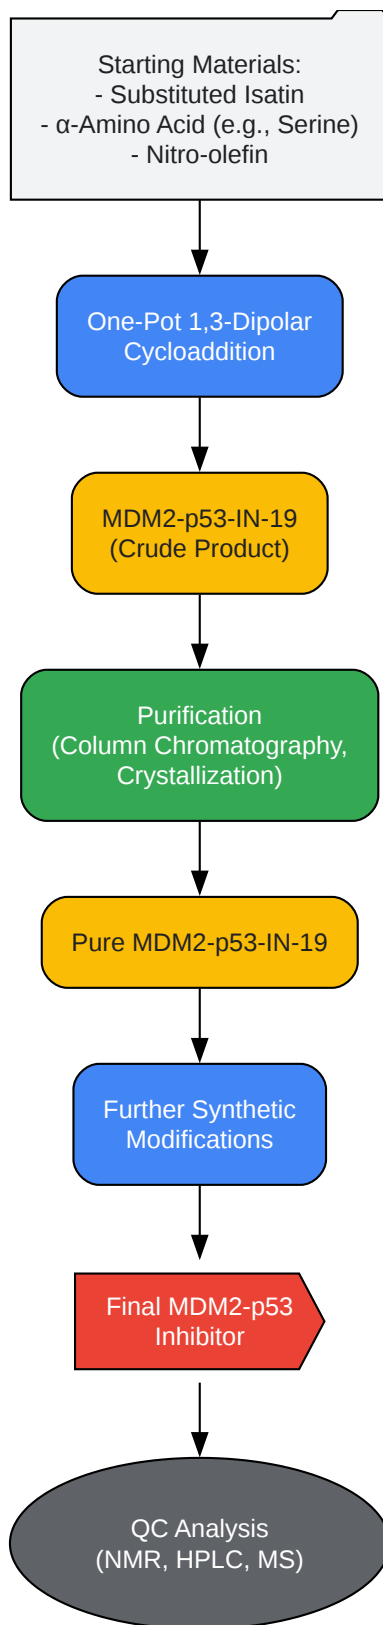 Starting Materials:
- Substituted Isatin
- α-Amino Acid (e.g., Serine)
- Nitro-olefin
One-Pot 1,3-Dipolar
Cycloaddition
MDM2-p53-IN-19
(Crude Product)
Purification
(Column Chromatography,
Crystallization)
Pure MDM2-p53-IN-19
Further Synthetic
Modifications
Final MDM2-p53
Inhibitor
QC Analysis
(NMR, HPLC, MS)